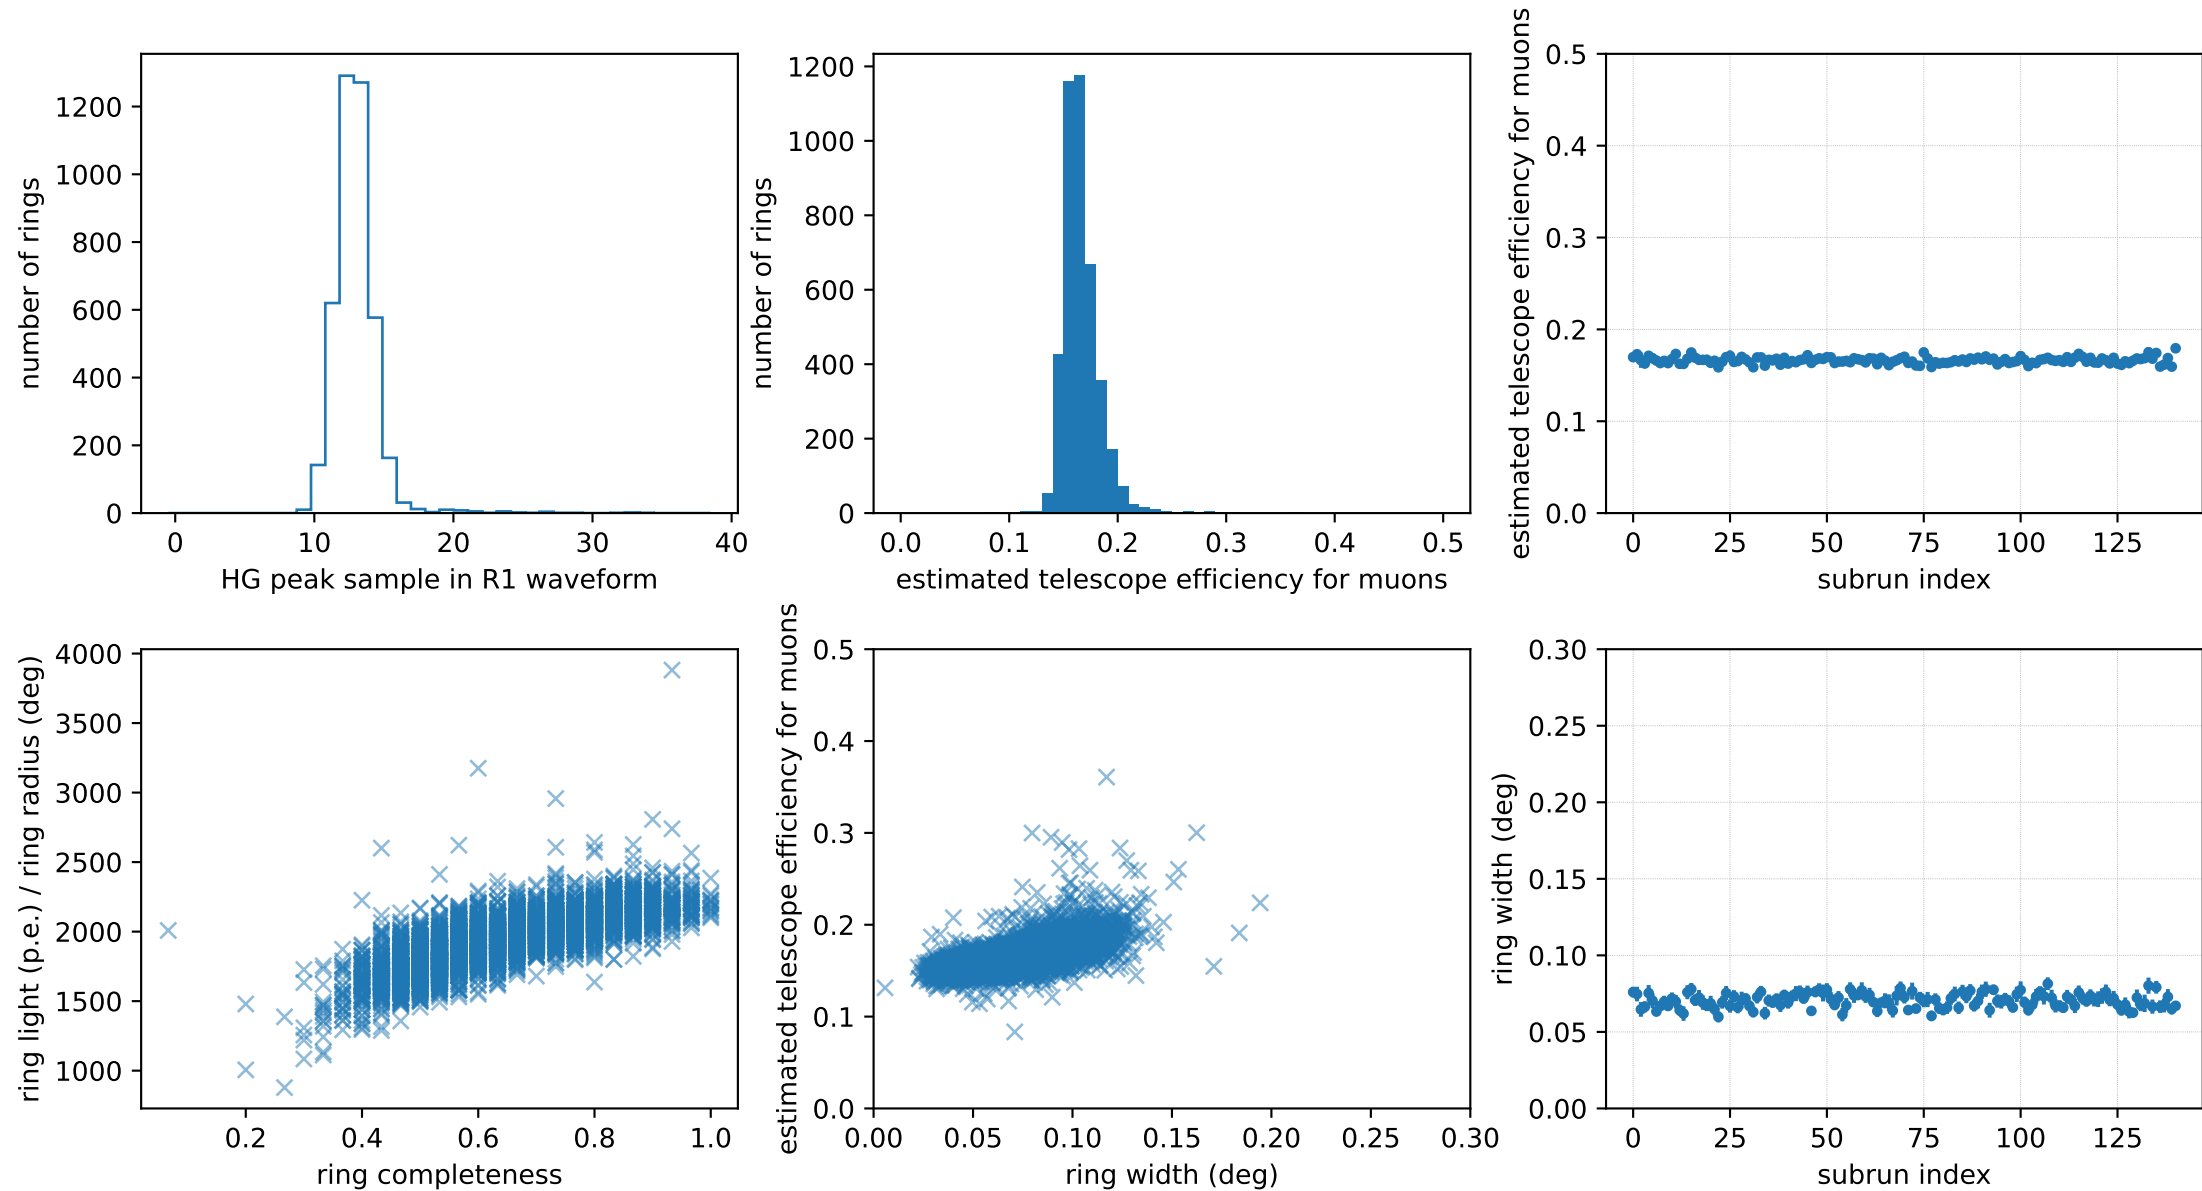 number of rings
1200
1000
800
600
400
200
0
0 10 20 30 40
HG peak sample in R1 waveform
number of rings
1200
1000
800
600
400
200
0
0.0 0.1 0.2 0.3 0.4 0.5
estimated telescope efficiency for muons
estimated telescope efficiency for muons
0.5
0.4
0.3
0.2
0.1
0.0
0 25 50 75 100 125
subrun index
ring light (p.e.) / ring radius (deg)
4000
3500
3000
2500
2000
1500
1000
0.2 0.4 0.6 0.8 1.0
ring completeness
estimated telescope efficiency for muons
0.5
0.4
0.3
0.2
0.1
0.0
0.00 0.05 0.10 0.15 0.20 0.25 0.30
ring width (deg)
ring width (deg)
0.30
0.25
0.20
0.15
0.10
0.05
0.00
0 25 50 75 100 125
subrun index